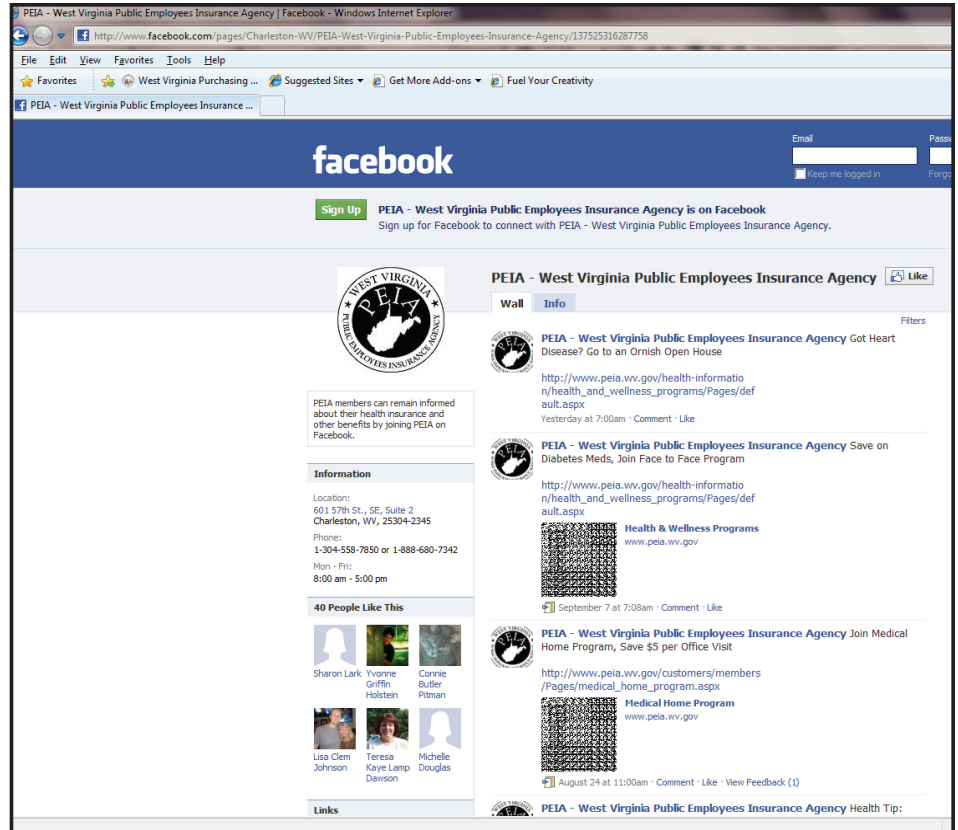 PEIA - West Virginia Public Employees Insurance Agency | Facebook - Windows Internet Explorer
http://www.facebook.com/pages/Charleston-WV/PEIA-West-Virginia-Public-Employees-Insurance-Agency/137525316287758
File Edit View Favorites Tools Help
Favorites West Virginia Purchasing ... Suggested Sites Get More Add-ons Fuel Your Creativity
PEIA - West Virginia Public Employees Insurance ...
Email Passw
facebook
Keep me logged in Forgo
Sign Up PEIA - West Virginia Public Employees Insurance Agency is on Facebook
Sign up for Facebook to connect with PEIA - West Virginia Public Employees Insurance Agency.
WEST VIRGINIA
PEIA
PUBLIC EMPLOYEES INSURANCE AGENCY
PEIA members can remain informed
about their health insurance and
other benefits by joining PEIA on
Facebook.
Information
Location:
601 57th St., SE, Suite 2
Charleston, WV, 25304-2345
Phone:
1-304-558-7850 or 1-888-680-7342
Mon - Fri:
8:00 am - 5:00 pm
40 People Like This
Sharon Lark
Yvonne
Griffin
Holstein
Connie
Butler
Pitman
Lisa Clem
Johnson
Teresa
Kaye Lamp
Dawson
Michelle
Douglas
Links
PEIA - West Virginia Public Employees Insurance Agency Like
Wall Info
Filters
PEIA - West Virginia Public Employees Insurance Agency Got Heart
Disease? Go to an Ornish Open House
http://www.peia.wv.gov/health-informatio
n/health_and_wellness_programs/Pages/def
ault.aspx
Yesterday at 7:00am · Comment · Like
PEIA - West Virginia Public Employees Insurance Agency Save on
Diabetes Meds, Join Face to Face Program
http://www.peia.wv.gov/health-informatio
n/health_and_wellness_programs/Pages/def
ault.aspx
Health & Wellness Programs
www.peia.wv.gov
September 7 at 7:08am · Comment · Like
PEIA - West Virginia Public Employees Insurance Agency Join Medical
Home Program, Save $5 per Office Visit
http://www.peia.wv.gov/customers/members
/Pages/medical_home_program.aspx
Medical Home Program
www.peia.wv.gov
August 24 at 11:00am · Comment · Like · View Feedback (1)
PEIA - West Virginia Public Employees Insurance Agency Health Tip: